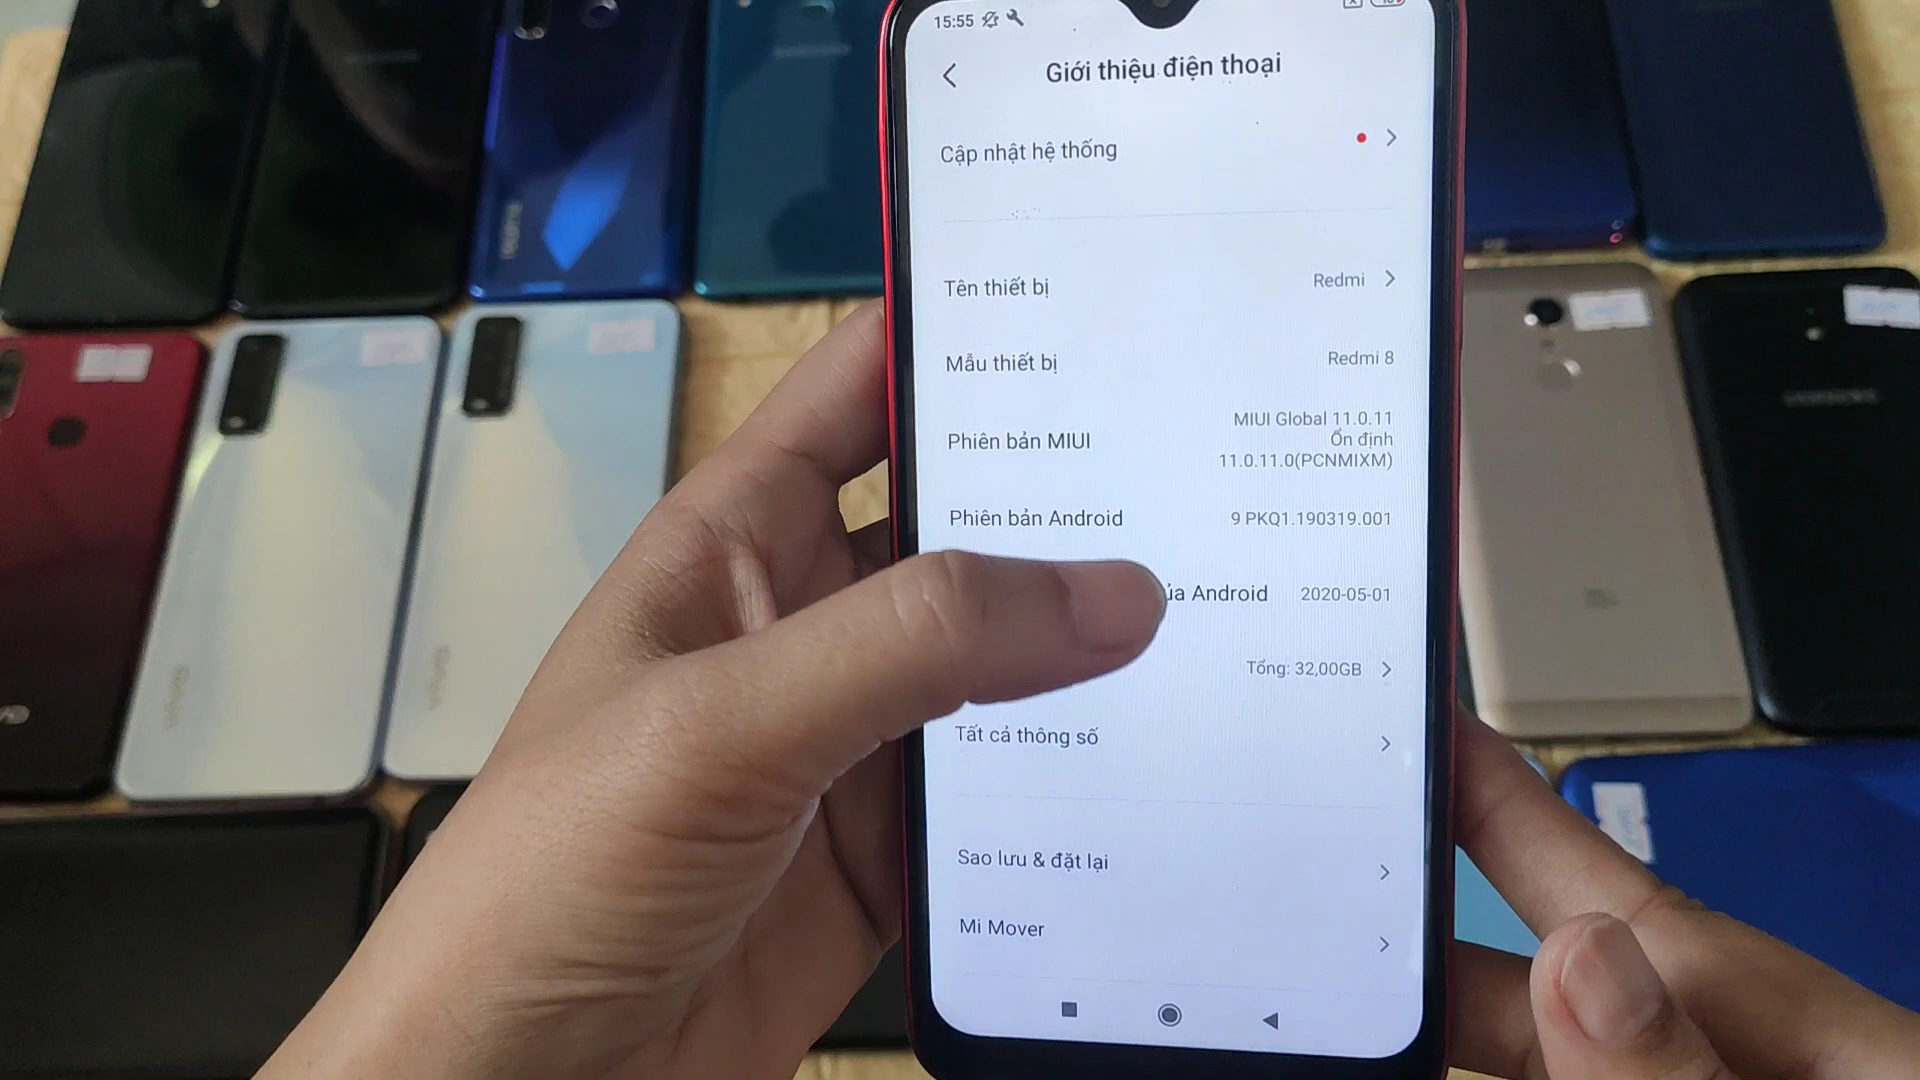 15:55
Giới thiệu điện thoại
Cập nhật hệ thống
Tên thiết bị
Redmi
Mẫu thiết bị
Redmi 8
Phiên bản MIUI
MIUI Global 11.0.11
Ổn định
11.0.11.0(PCNMIXM)
Phiên bản Android
9 PKQ1.190319.001
ủa Android
2020-05-01
Tổng: 32,00GB
Tất cả thông số
Sao lưu & đặt lại
Mi Mover
realme
SAMSUNG